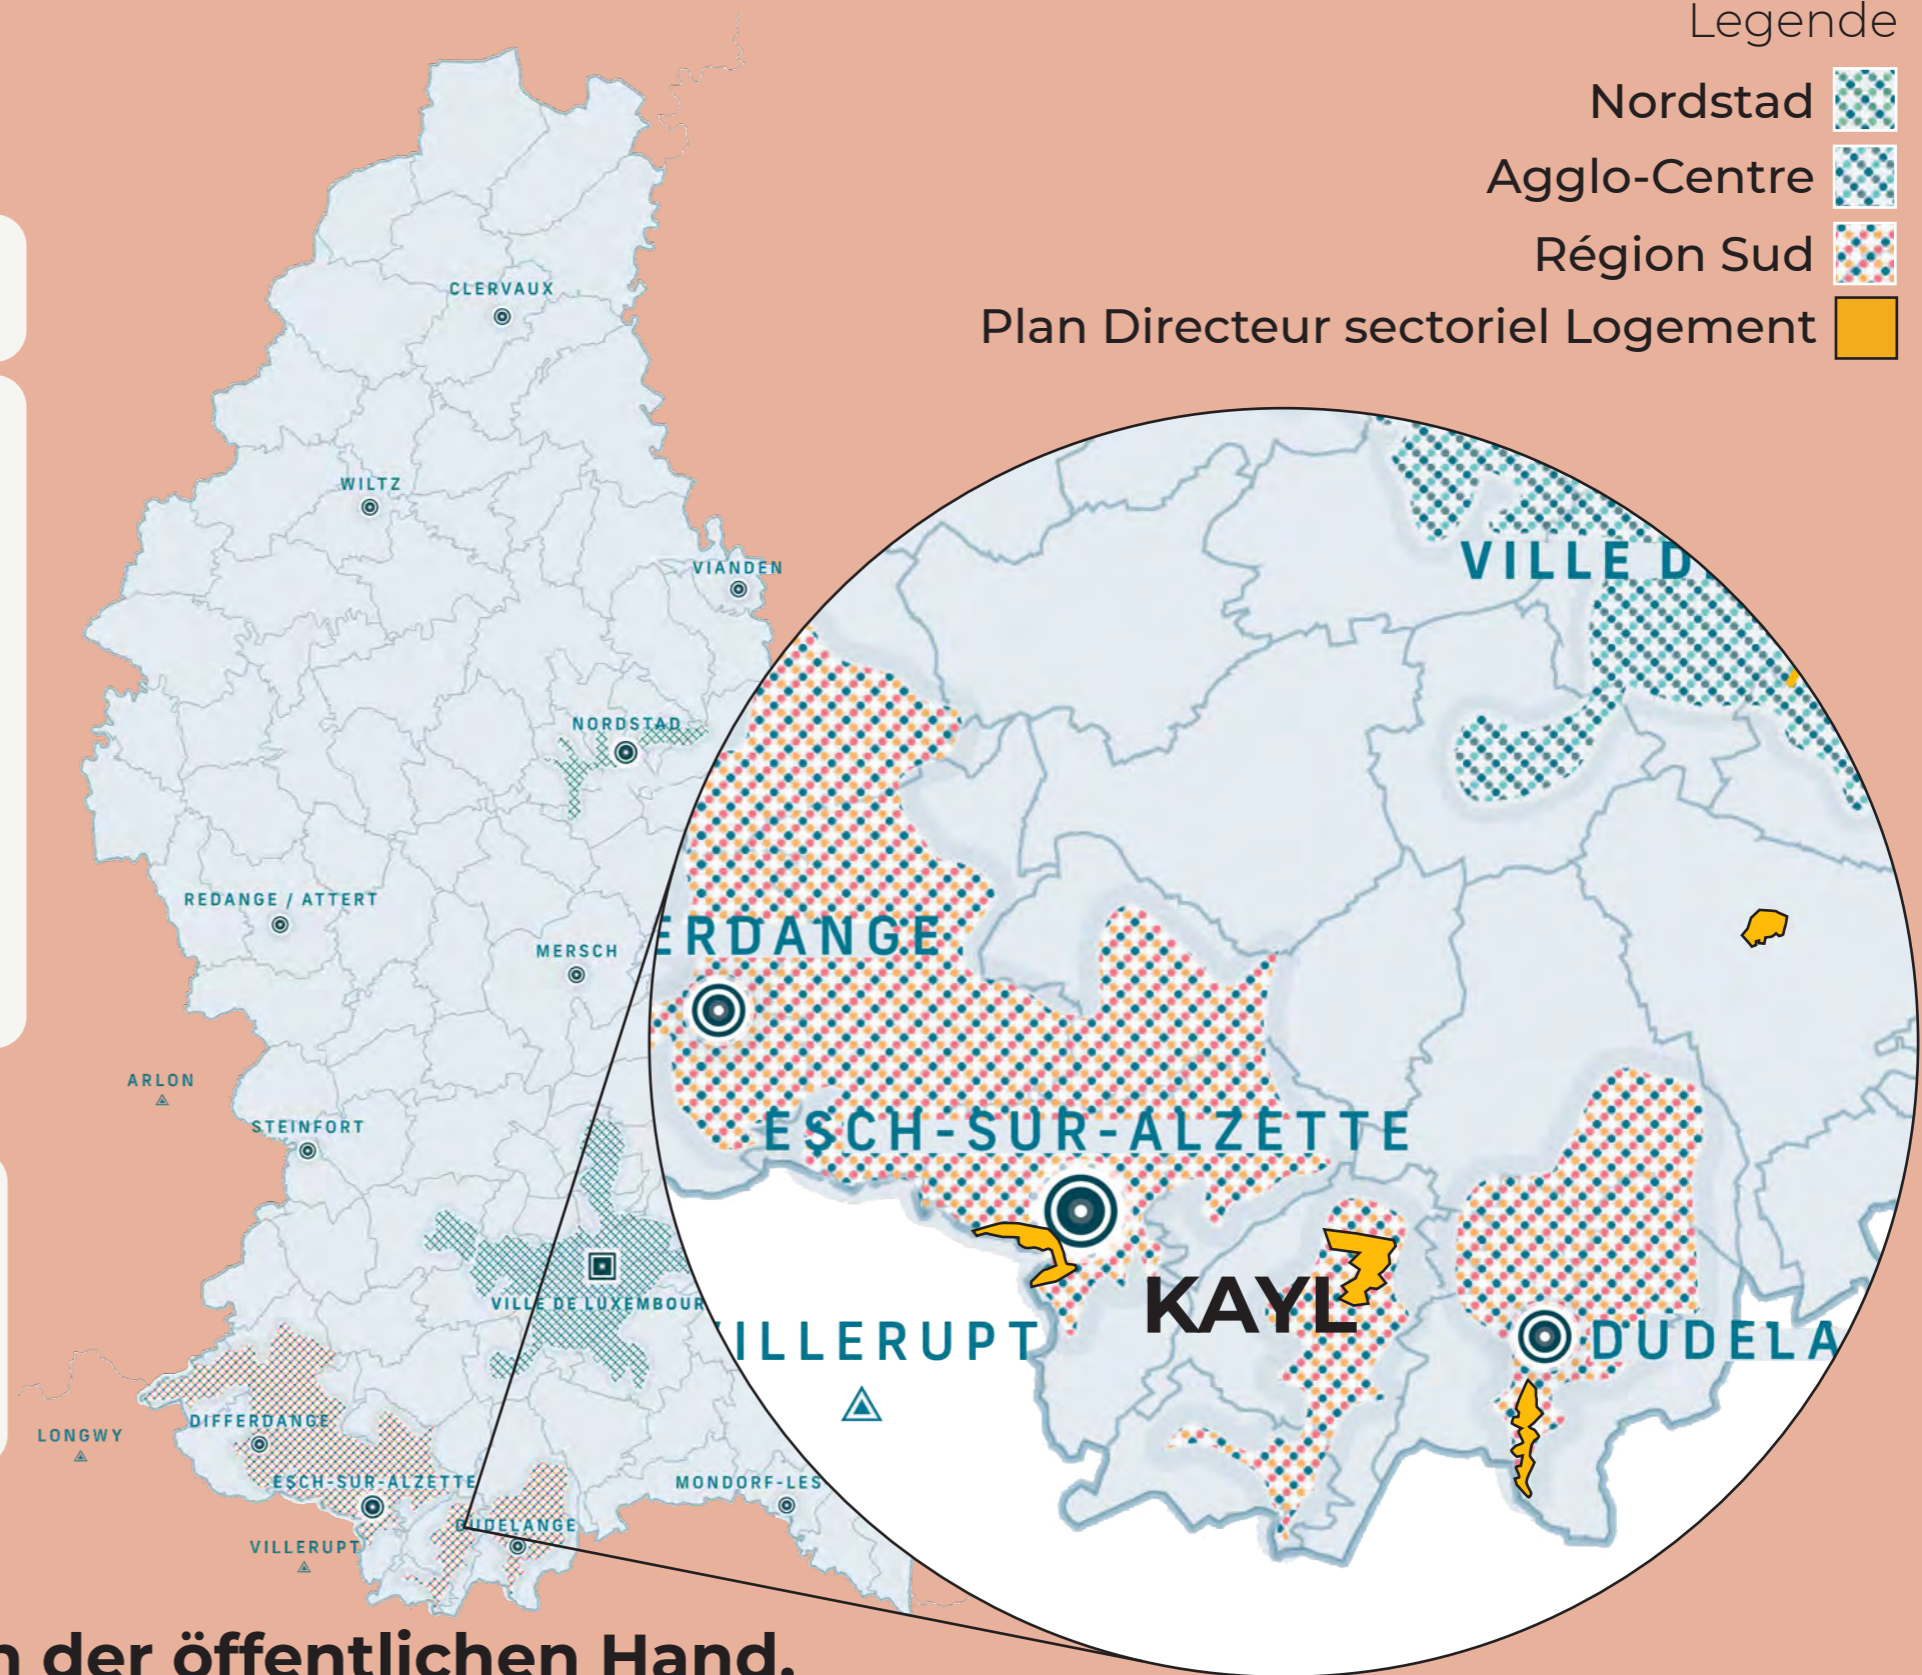 Legende
Nordstad
Agglo-Centre
Région Sud
Plan Directeur sectoriel Logement
CLERVAUX
WILTZ
VIANDEN
NORDSTAD
REDANGE / ATTERT
MERSCH
ARLON
STEINFORT
VILLE DE LUXEMBOUR
DIFFERDANGE
LONGWY
ESCH-SUR-ALZETTE
MONDORF-LES
DUDELANGE
VILLERUPT
VILLE D
ERDANGE
ESCH-SUR-ALZETTE
KAYL
ILLERUPT
DUDELA
n der öffentlichen Hand.